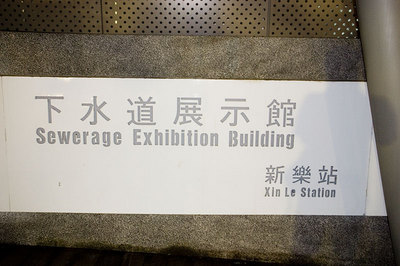 下水道展示館
Sewerage Exhibition Building
新樂站
Xin Le Station